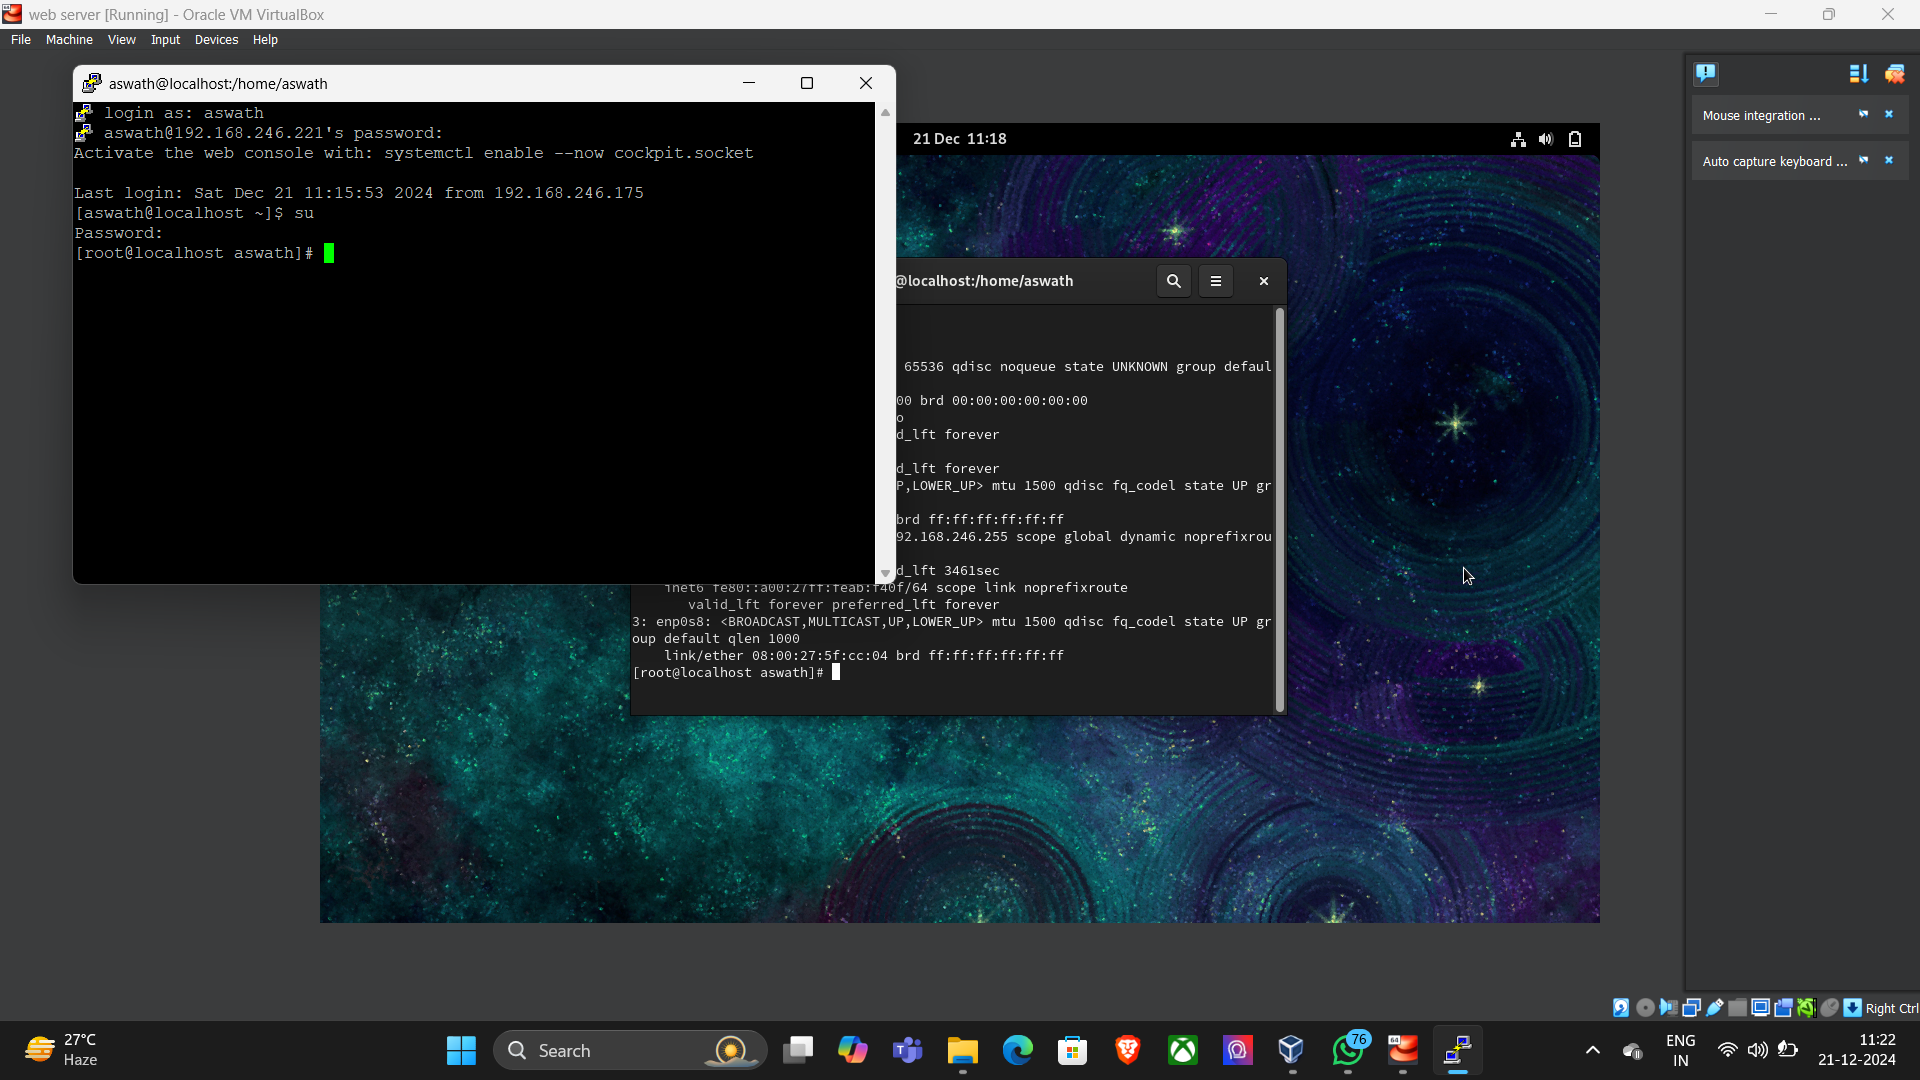 web server [Running] - Oracle VM VirtualBox
File Machine View Input Devices Help
aswath@localhost:/home/aswath
login as: aswath
aswath@192.168.246.221's password:
Activate the web console with: systemctl enable --now cockpit.socket
Last login: Sat Dec 21 11:15:53 2024 from 192.168.246.175
[aswath@localhost ~]$ su
Password:
[root@localhost aswath]#
21 Dec 11:18
Mouse integration ...
Auto capture keyboard ...
@localhost:/home/aswath
65536 qdisc noqueue state UNKNOWN group defaul
00 brd 00:00:00:00:00:00
o
d_lft forever
d_lft forever
P,LOWER_UP> mtu 1500 qdisc fq_codel state UP gr
brd ff:ff:ff:ff:ff:ff
92.168.246.255 scope global dynamic noprefixrou
d_lft 3461sec
inet6 fe80::a00:27ff:feab:f40f/64 scope link noprefixroute
valid_lft forever preferred_lft forever
3: enp0s8: <BROADCAST,MULTICAST,UP,LOWER_UP> mtu 1500 qdisc fq_codel state UP gr
oup default qlen 1000
link/ether 08:00:27:5f:cc:04 brd ff:ff:ff:ff:ff:ff
[root@localhost aswath]#
Right Ctrl
27°C
Haze
Search
76
64
ENG
IN
11:22
21-12-2024